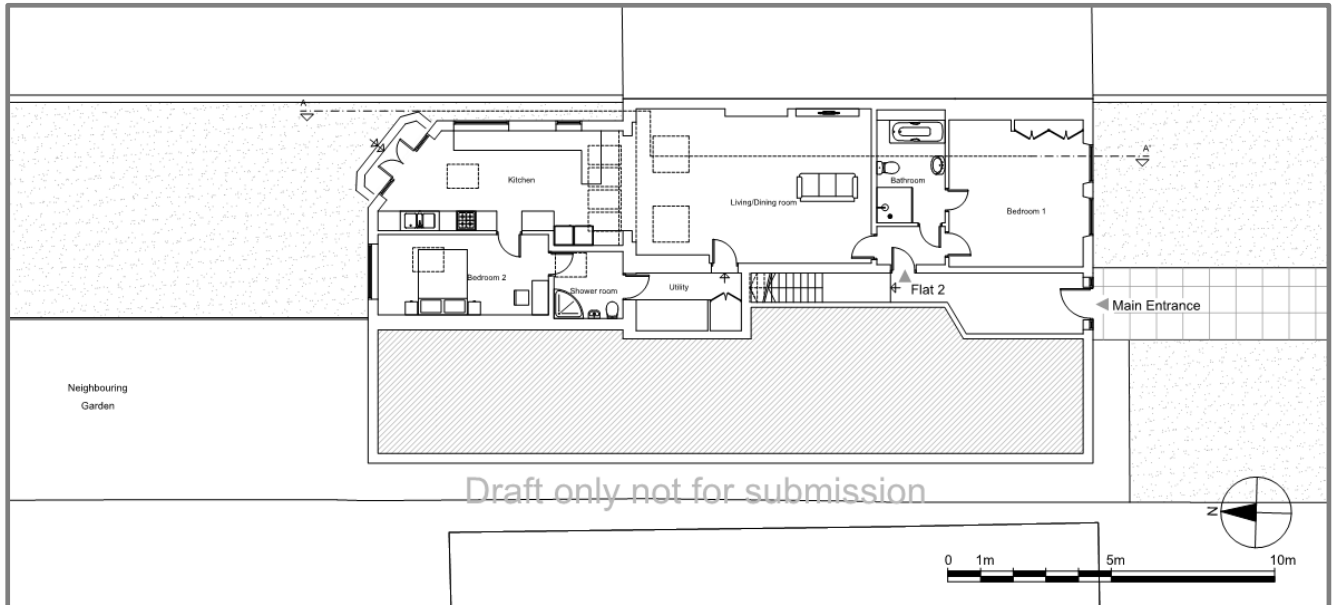 A
A'
Kitchen
Bathroom
Living/Dining room
Bedroom 1
Bedroom 2
Shower room
Utility
Flat 2
Main Entrance
Neighbouring
Garden
Draft only not for submission
N
0 1m 5m 10m